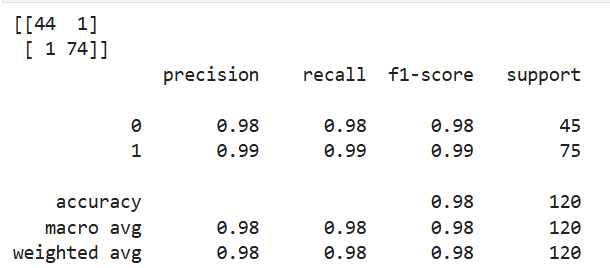 [[44  1]
 [ 1 74]]
              precision    recall  f1-score   support

           0       0.98      0.98      0.98        45
           1       0.99      0.99      0.99        75

    accuracy                           0.98       120
   macro avg       0.98      0.98      0.98       120
weighted avg       0.98      0.98      0.98       120